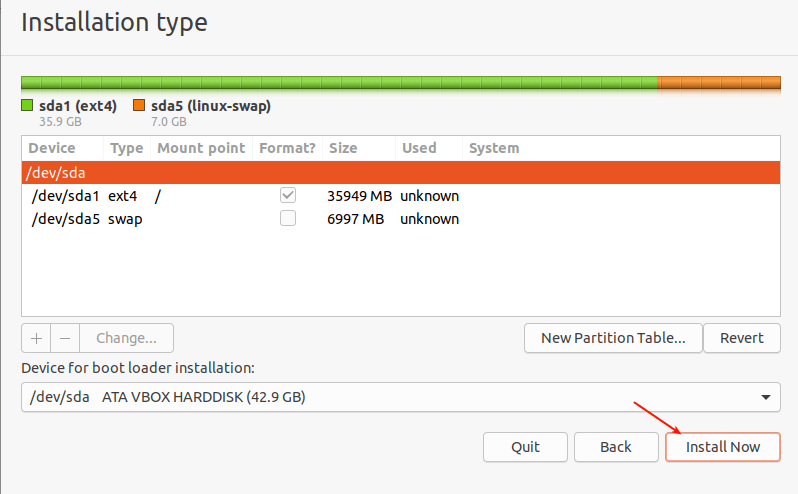 Installation type
sda1 (ext4) sda5 (linux-swap)
35.9 GB 7.0 GB
Device Type Mount point Format? Size Used System
/dev/sda
/dev/sda1 ext4 / 35949 MB unknown
/dev/sda5 swap 6997 MB unknown
+ − Change... New Partition Table... Revert
Device for boot loader installation:
/dev/sda ATA VBOX HARDDISK (42.9 GB)
Quit Back Install Now